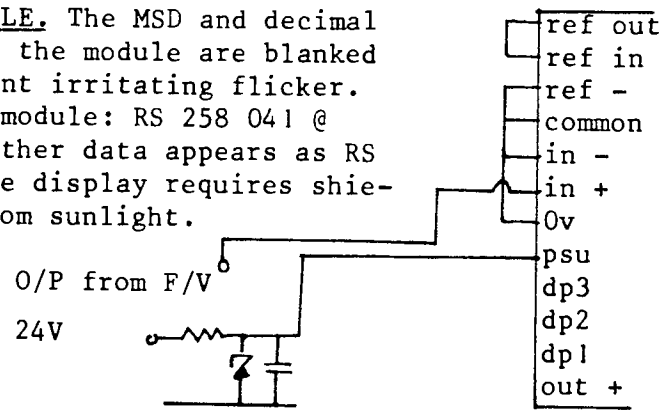 LE. The MSD and decimal
the module are blanked
nt irritating flicker.
module: RS 258 041 @
ther data appears as RS
e display requires shie-
om sunlight.
O/P from F/V
24V
ref out
ref in
ref -
common
in -
in +
0v
psu
dp3
dp2
dp1
out +